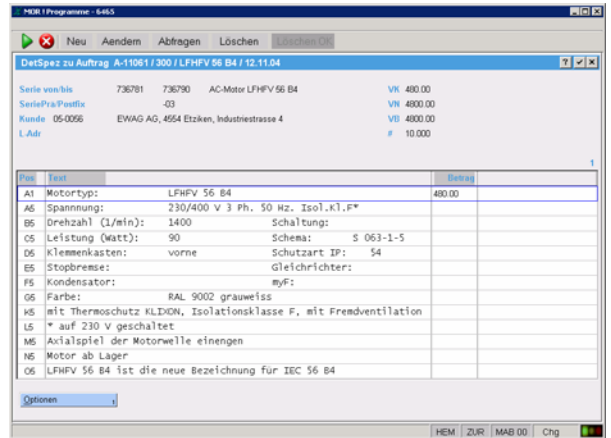 MOR ! Programme - 6465
Neu Aendern Abfragen Löschen Löschen OK
DetSpez zu Auftrag A-11061 / 300 / LFHFV 56 B4 / 12.11.04
Serie von/bis 736781 736790 AC-Motor LFHFV 56 B4 VK 480.00
SeriePrä/Postfix -03 VN 4800.00
Kunde 05-0056 EWAG AG, 4554 Etziken, Industriestrasse 4 VB 4800.00
L-Adr # 10.000
1
Pos Text Betrag
A1 Motortyp: LFHFV 56 B4 480.00
A5 Spannnung: 230/400 V 3 Ph. 50 Hz. Isol.Kl.F*
B5 Drehzahl (1/min): 1400 Schaltung:
C5 Leistung (Watt): 90 Schema: S 063-1-5
D5 Klemmenkasten: vorne Schutzart IP: 54
E5 Stopbremse: Gleichrichter:
F5 Kondensator: myF:
G5 Farbe: RAL 9002 grauweiss
K5 mit Thermoschutz KLIXON, Isolationsklasse F, mit Fremdventilation
L5 * auf 230 V geschaltet
M5 Axialspiel der Motorwelle einengen
N5 Motor ab Lager
O5 LFHFV 56 B4 ist die neue Bezeichnung für IEC 56 B4
Optionen
HEM ZUR MAB 00 Chg